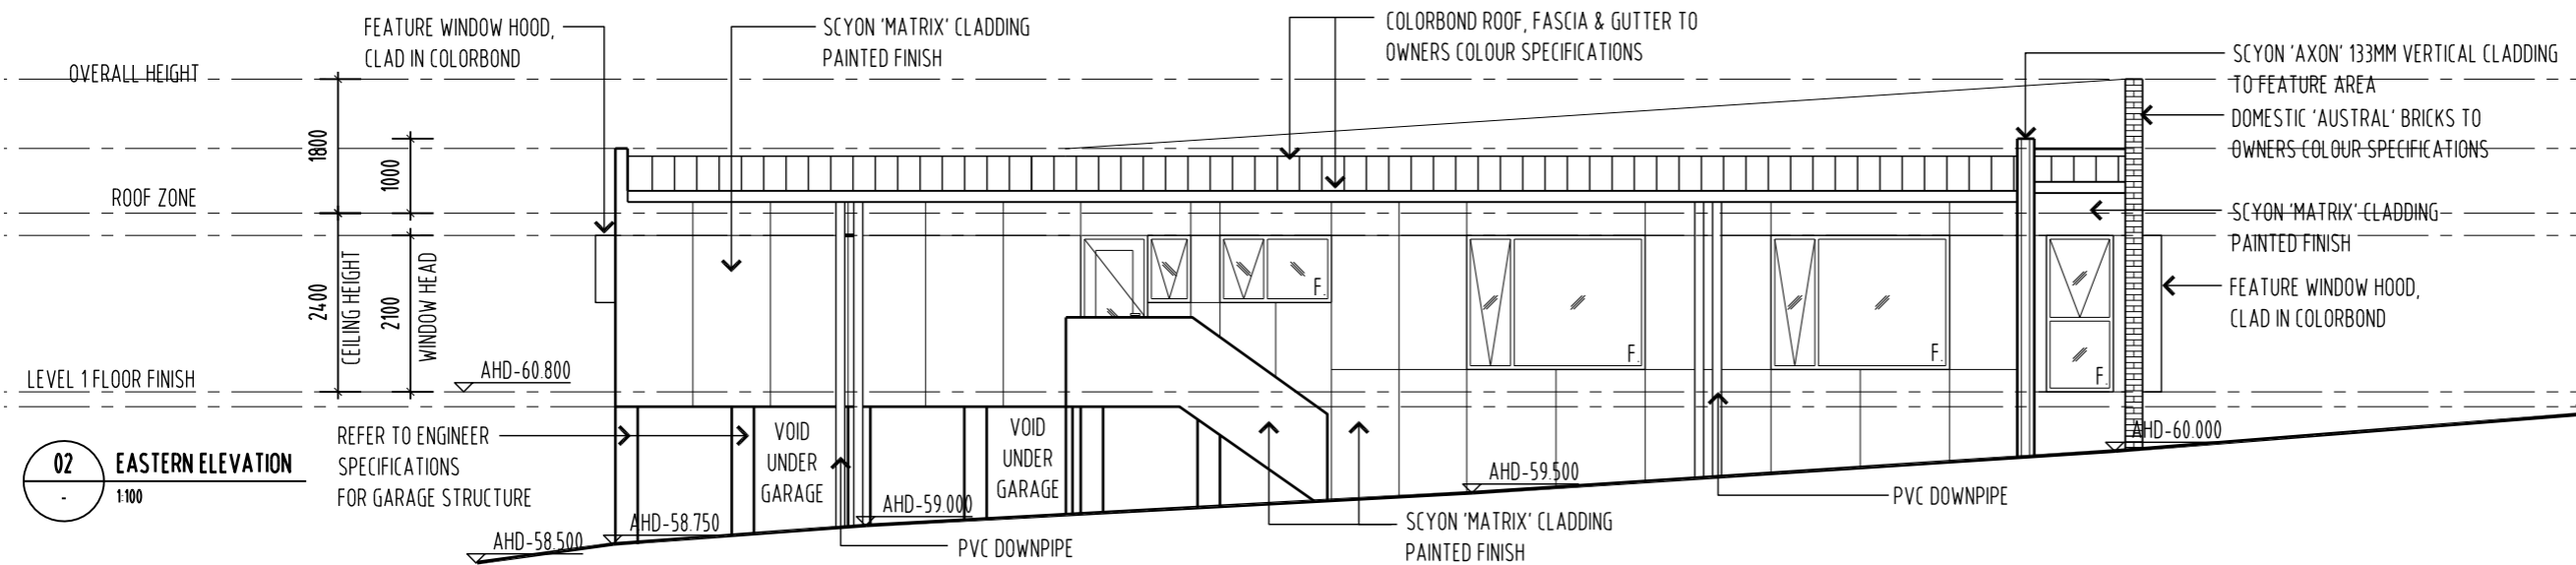 FEATURE WINDOW HOOD,
CLAD IN COLORBOND
SCYON 'MATRIX' CLADDING
PAINTED FINISH
COLORBOND ROOF, FASCIA & GUTTER TO
OWNERS COLOUR SPECIFICATIONS
SCYON 'AXON' 133MM VERTICAL CLADDING
TO FEATURE AREA
DOMESTIC 'AUSTRAL' BRICKS TO
OWNERS COLOUR SPECIFICATIONS
OVERALL HEIGHT
1800
1000
ROOF ZONE
SCYON 'MATRIX' CLADDING
PAINTED FINISH
2400
CEILING HEIGHT
2100
WINDOW HEAD
FEATURE WINDOW HOOD,
CLAD IN COLORBOND
F.
F.
F.
F.
LEVEL 1 FLOOR FINISH
AHD-60.800
AHD-60.000
REFER TO ENGINEER
SPECIFICATIONS
FOR GARAGE STRUCTURE
VOID
UNDER
GARAGE
VOID
UNDER
GARAGE
02
-
EASTERN ELEVATION
1:100
AHD-59.500
AHD-59.000
AHD-58.750
AHD-58.500
PVC DOWNPIPE
SCYON 'MATRIX' CLADDING
PAINTED FINISH
PVC DOWNPIPE